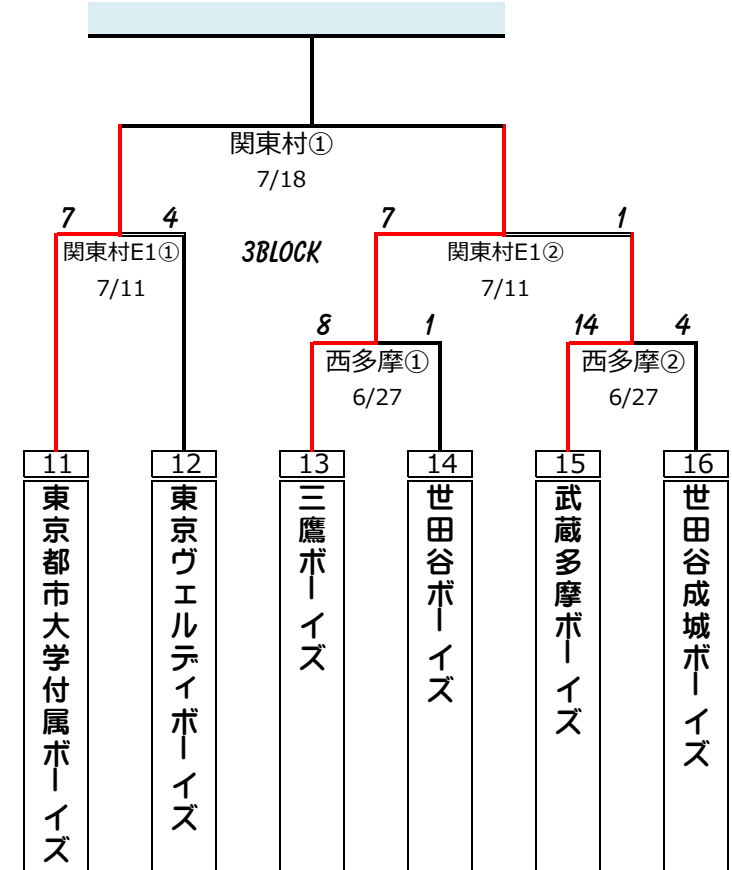 関東村①
7/18
7 4 7 1
関東村E1① 3BLOCK 関東村E1②
7/11 7/11
8 1 14 4
西多摩① 西多摩②
6/27 6/27
11 12 13 14 15 16
東京都市大学付属ボーイズ
東京ヴェルディボーイズ
三鷹ボーイズ
世田谷ボーイズ
武蔵多摩ボーイズ
世田谷成城ボーイズ